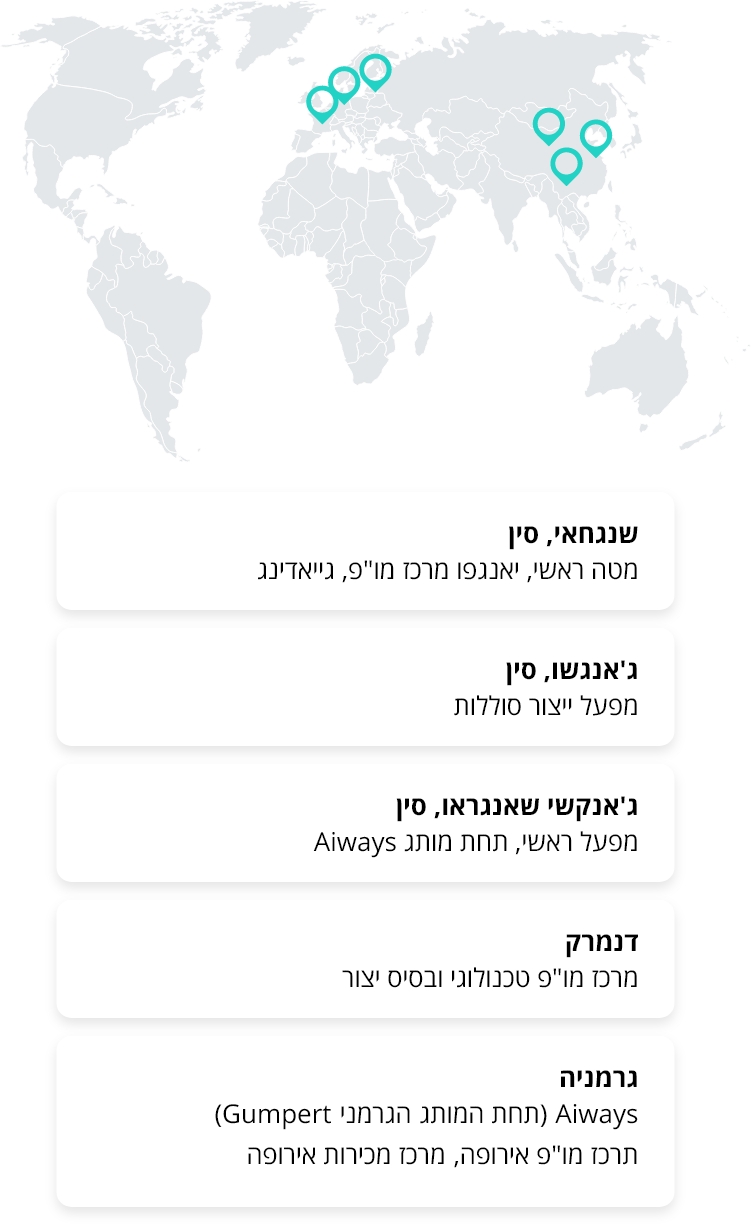 שנגחאי, סין
מטה ראשי, יאנגפו מרכז מו"פ, גייאדינג
ג'אנגשו, סין
מפעל ייצור סוללות
ג'אנקשי שאנגראו, סין
מפעל ראשי, תחת מותג Aiways
דנמרק
מרכז מו"פ טכנולוגי ובסיס יצור
גרמניה
Aiways (תחת המותג הגרמני Gumpert)
תרכז מו"פ אירופה, מרכז מכירות אירופה